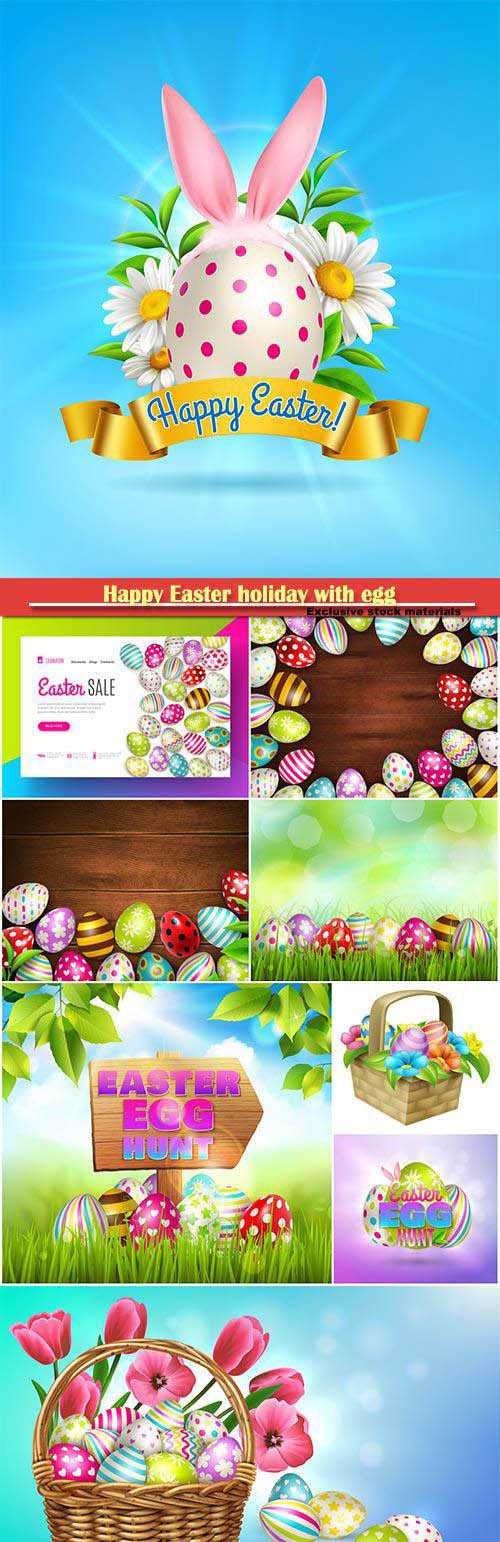 Happy Easter!
Happy Easter holiday with egg
Exclusive stock materials
Easter SALE
EASTER
EGG
HUNT
Easter
EGG
HUNT